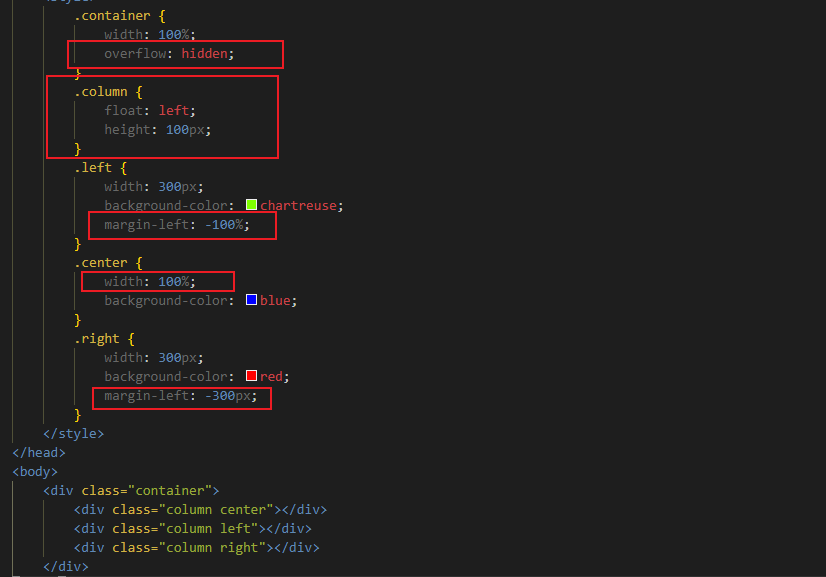 .container {
width: 100%;
overflow: hidden;
}
.column {
float: left;
height: 100px;
}
.left {
width: 300px;
background-color: chartreuse;
margin-left: -100%;
}
.center {
width: 100%;
background-color: blue;
}
.right {
width: 300px;
background-color: red;
margin-left: -300px;
}
</style>
</head>
<body>
<div class="container">
<div class="column center"></div>
<div class="column left"></div>
<div class="column right"></div>
</div>